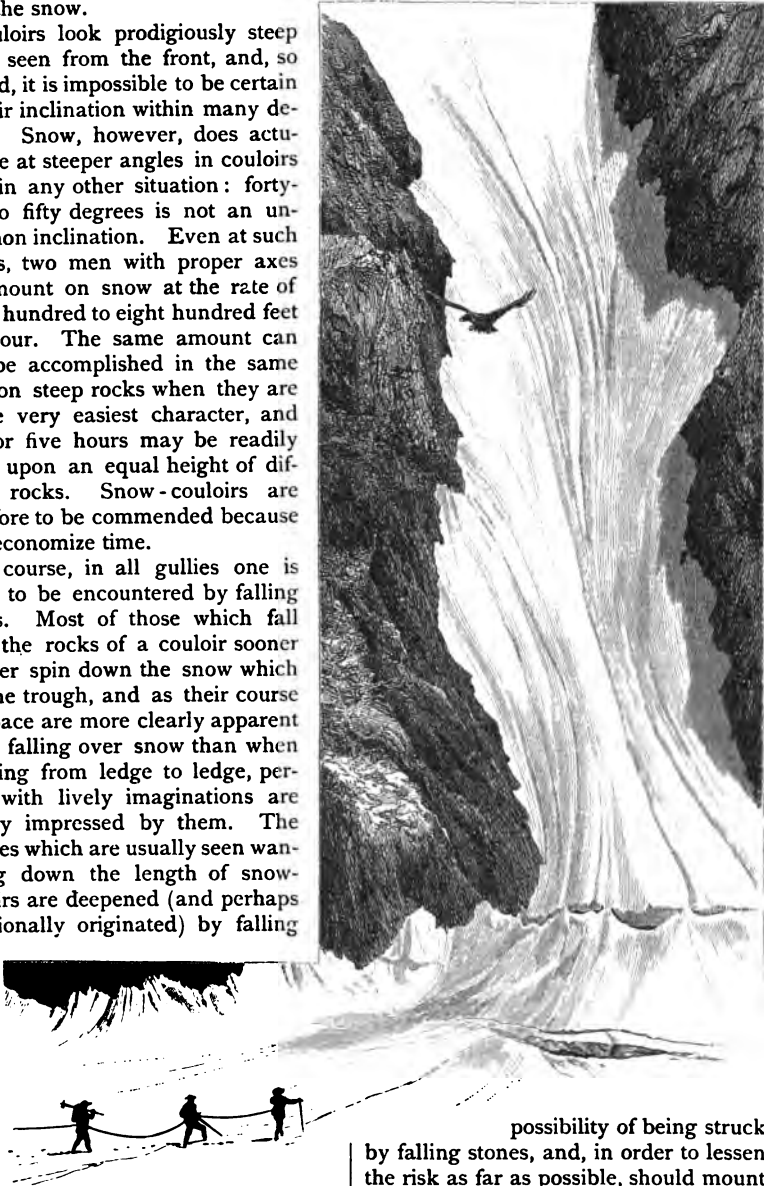 the snow.
uloirs look prodigiously steep
seen from the front, and, so
d, it is impossible to be certain
ir inclination within many de-
Snow, however, does actu-
e at steeper angles in couloirs
in any other situation: forty-
o fifty degrees is not an un-
non inclination. Even at such
s, two men with proper axes
mount on snow at the rate of
hundred to eight hundred feet
our. The same amount can
be accomplished in the same
on steep rocks when they are
e very easiest character, and
or five hours may be readily
upon an equal height of dif-
rocks. Snow-couloirs are
fore to be commended because
economize time.
course, in all gullies one is
to be encountered by falling
s. Most of those which fall
the rocks of a couloir sooner
er spin down the snow which
he trough, and as their course
ace are more clearly apparent
falling over snow than when
ing from ledge to ledge, per-
with lively imaginations are
y impressed by them. The
es which are usually seen wan-
g down the length of snow-
rs are deepened (and perhaps
ionally originated) by falling
possibility of being struck
by falling stones, and, in order to lessen
the risk as far as possible, should mount